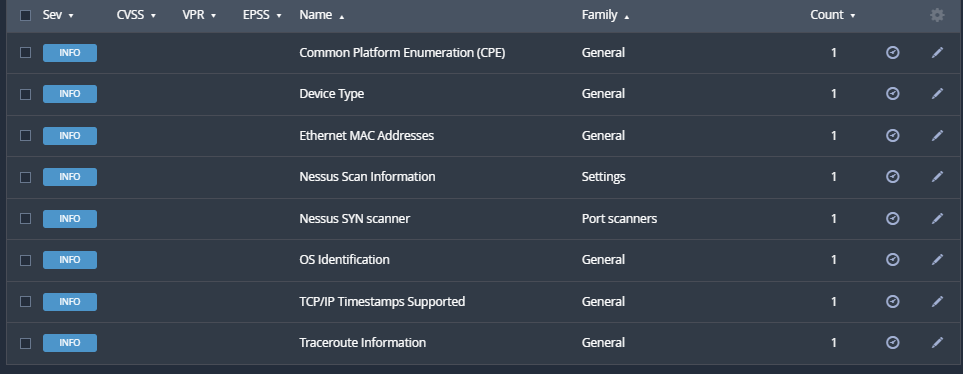 Sev CVSS VPR EPSS Name Family Count
INFO Common Platform Enumeration (CPE) General 1
INFO Device Type General 1
INFO Ethernet MAC Addresses General 1
INFO Nessus Scan Information Settings 1
INFO Nessus SYN scanner Port scanners 1
INFO OS Identification General 1
INFO TCP/IP Timestamps Supported General 1
INFO Traceroute Information General 1